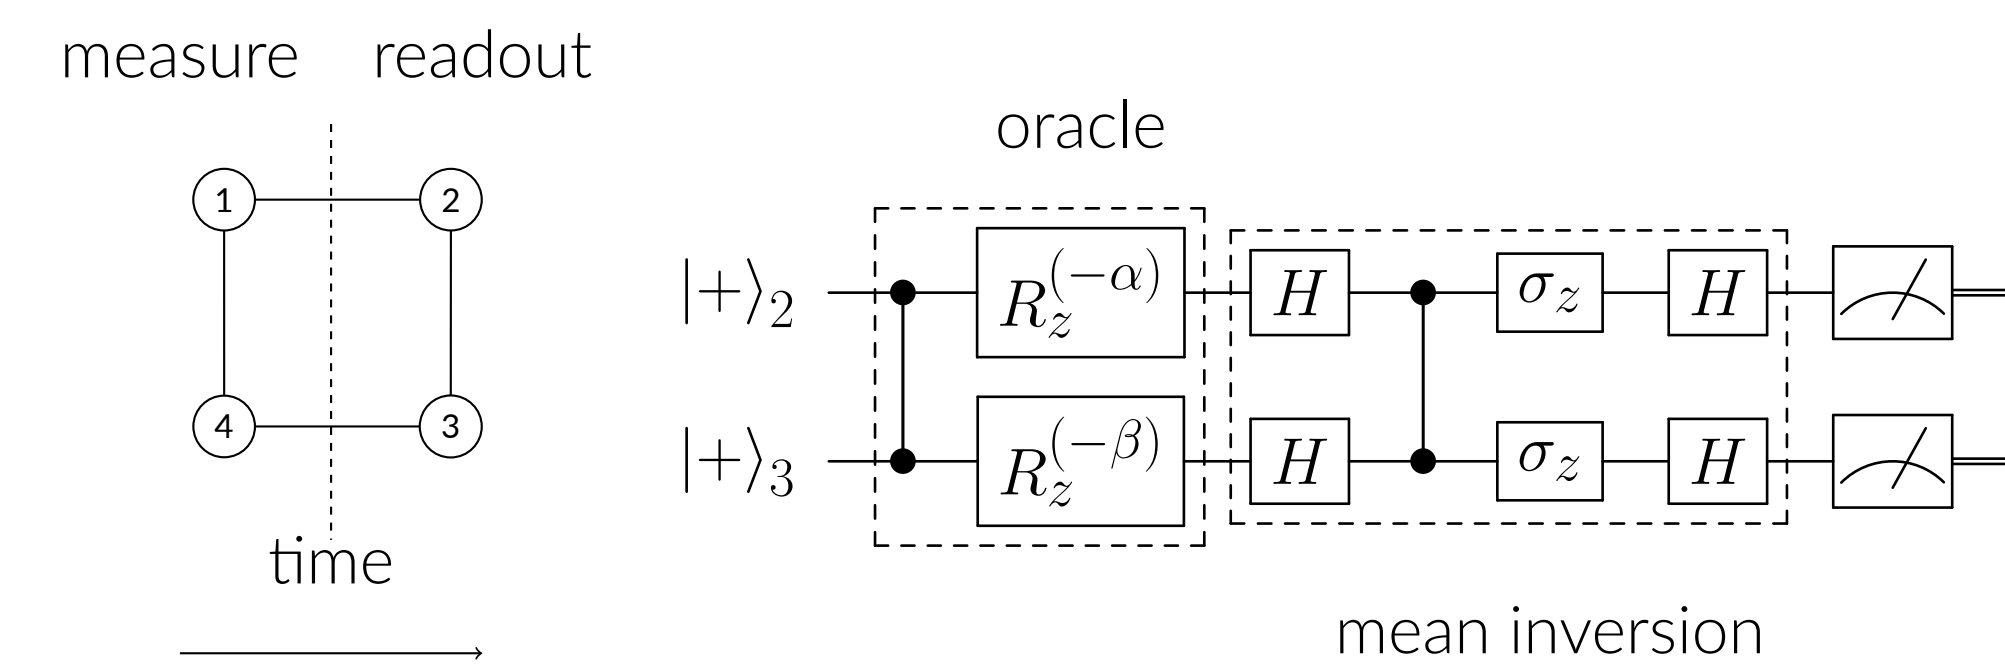 measure readout
1 2
4 3
time
oracle
|+⟩₂ R_z^{(−α)} H σ_z H
|+⟩₃ R_z^{(−β)} H σ_z H
mean inversion